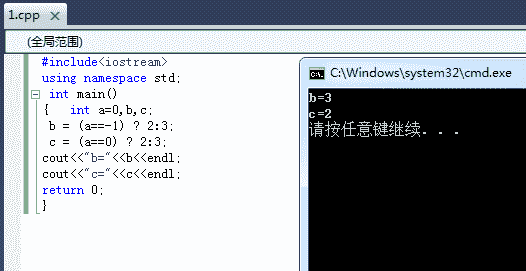 1.cpp ×
(全局范围)
#include<iostream>
using namespace std;
int main()
{   int a=0,b,c;
b = (a==-1) ? 2:3;
c = (a==0) ? 2:3;
cout<<"b="<<b<<endl;
cout<<"c="<<c<<endl;
return 0;
}
C:\Windows\system32\cmd.exe
b=3
c=2
请按任意键继续. . .